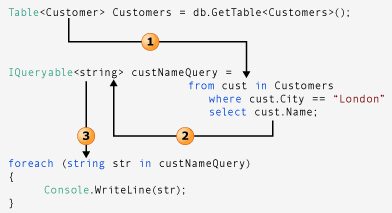 Table<Customer> Customers = db.GetTable<Customers>();
1
IQueryable<string> custNameQuery =
from cust in Customers
where cust.City == “London”
select cust.Name;
3
2
foreach (string str in custNameQuery)
{
Console.WriteLine(str);
}